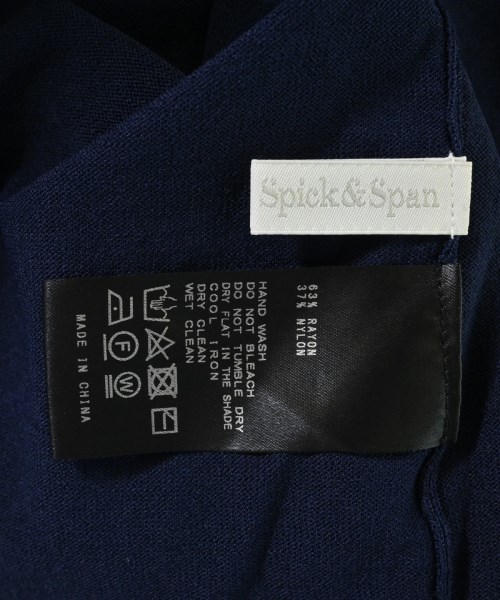 Spick&Span
63% RAYON
37% NYLON
HAND WASH
DO NOT BLEACH
DO NOT TUMBLE DRY
DRY FLAT IN THE SHADE
COOL IRON
DRY CLEAN
WET CLEAN
F
W
MADE IN CHINA